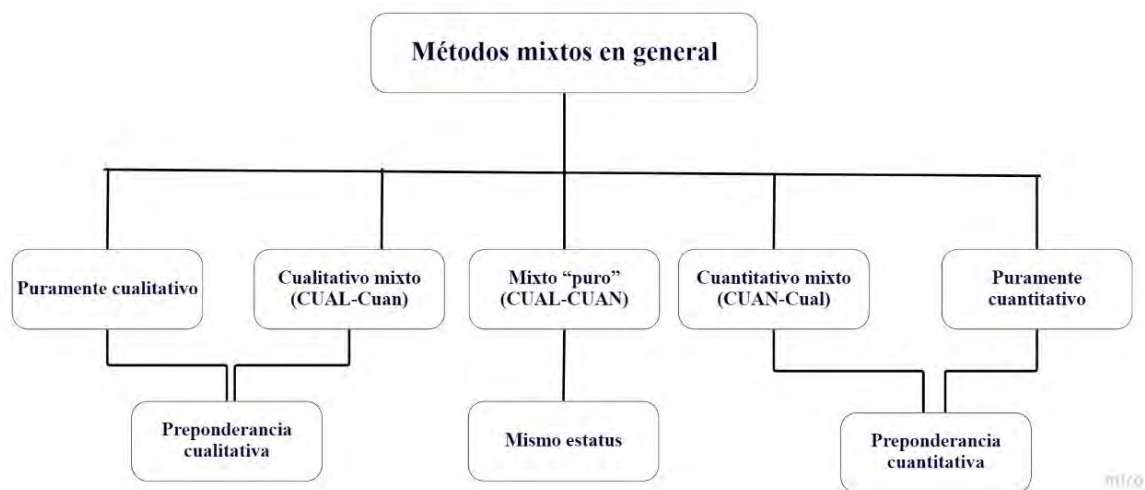 Métodos mixtos en general
Puramente cualitativo
Cualitativo mixto
(CUAL-Cuan)
Mixto “puro”
(CUAL-CUAN)
Cuantitativo mixto
(CUAN-Cual)
Puramente
cuantitativo
Preponderancia
cualitativa
Mismo estatus
Preponderancia
cuantitativa
miro